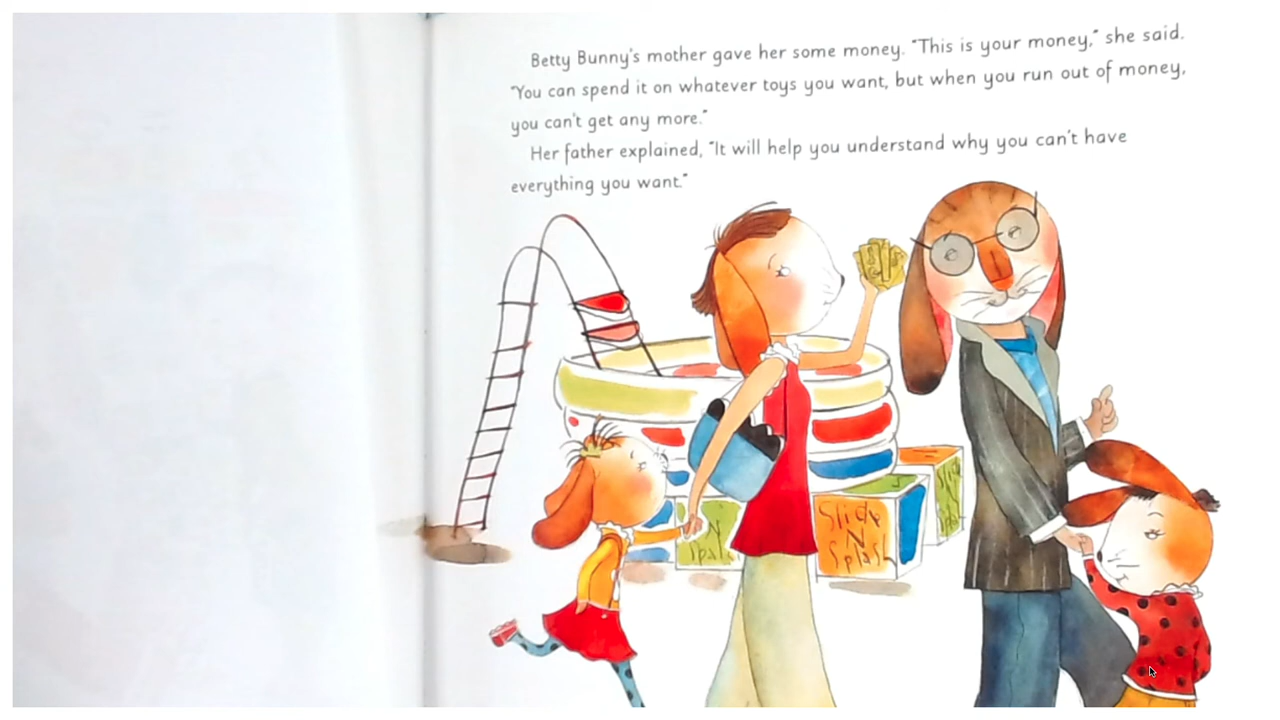 Betty Bunny's mother gave her some money. "This is your money," she said.
"You can spend it on whatever toys you want, but when you run out of money,
you can't get any more."
Her father explained, "It will help you understand why you can't have
everything you want."
Slide
N
Splash
Slide
N
N